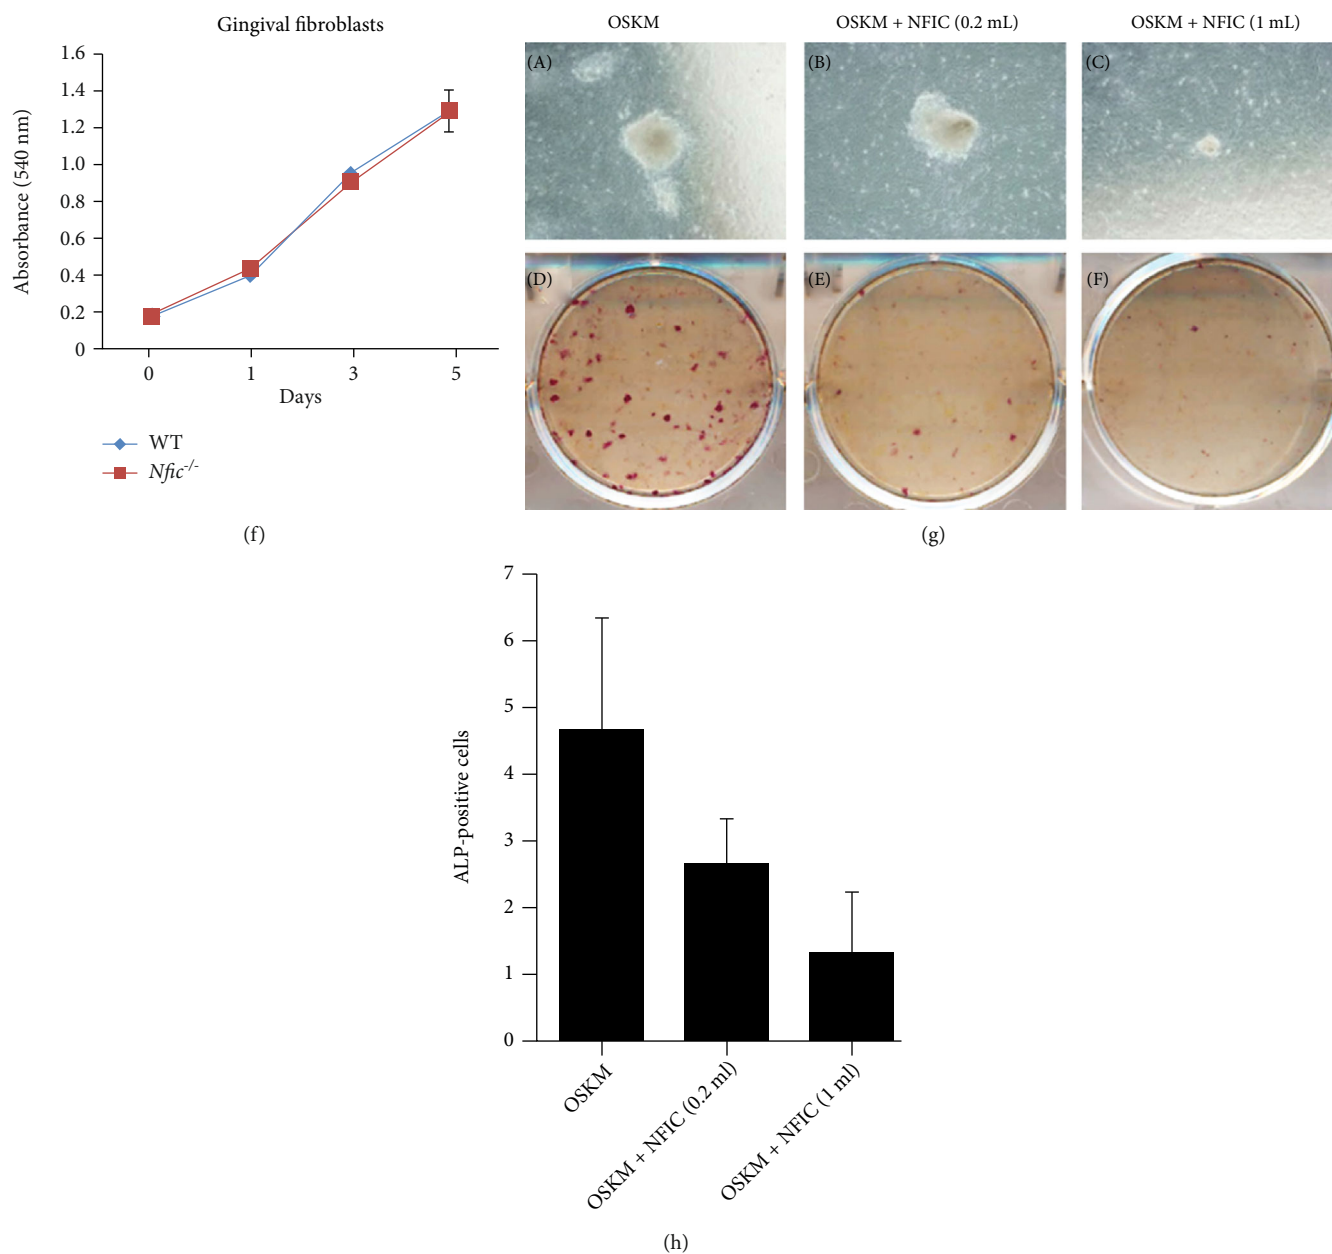 Gingival fibroblasts
1.6
1.4
1.2
1.0
0.8
0.6
0.4
0.2
0
Absorbance (540 nm)
0 1 3 5
Days
WT
Nfic-/-
(f)
OSKM
OSKM + NFIC (0.2 mL)
OSKM + NFIC (1 mL)
(A)
(B)
(C)
(D)
(E)
(F)
(g)
7
6
5
4
3
2
1
0
ALP-positive cells
OSKM
OSKM + NFIC (0.2 ml)
OSKM + NFIC (1 ml)
(h)